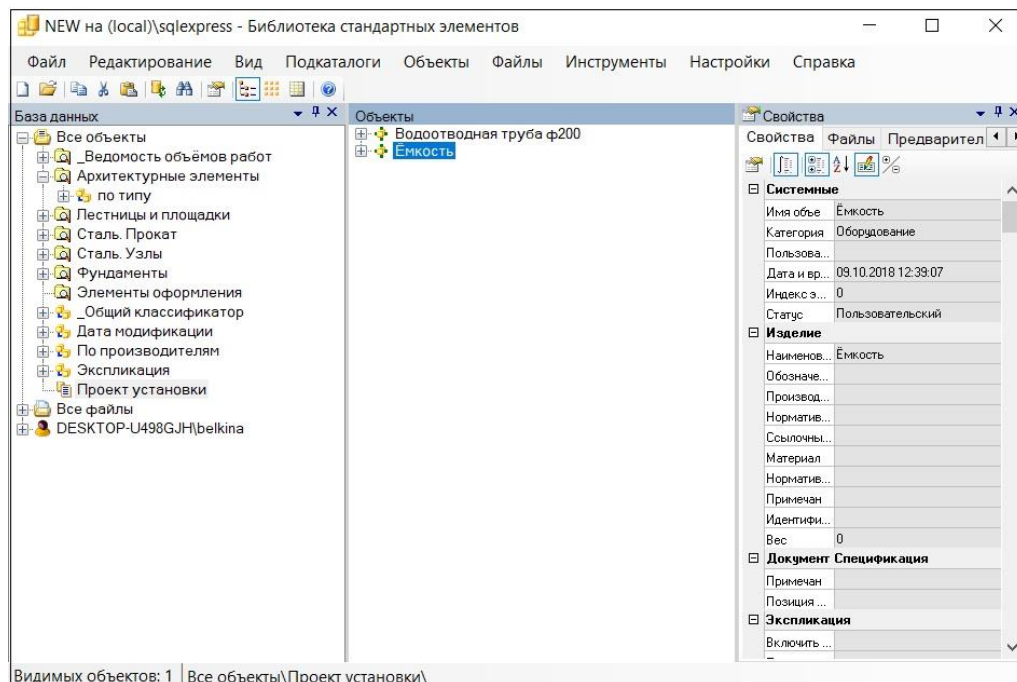 NEW на (local)\sqlexpress - Библиотека стандартных элементов
Файл Редактирование Вид Подкаталоги Объекты Файлы Инструменты Настройки Справка
База данных
Все объекты
_Ведомость объёмов работ
Архитектурные элементы
по типу
Лестницы и площадки
Сталь. Прокат
Сталь. Узлы
Фундаменты
Элементы оформления
_Общий классификатор
Дата модификации
По производителям
Экспликация
Проект установки
Все файлы
DESKTOP-U498GJH\belkina
Объекты
Водоотводная труба ф200
Ёмкость
Свойства
Свойства Файлы Предварител
Системные
Имя объе Ёмкость
Категория Оборудование
Пользова...
Дата и вр... 09.10.2018 12:39:07
Индекс э... 0
Статус Пользовательский
Изделие
Наименов... Ёмкость
Обозначе...
Производ...
Норматив...
Ссылочны...
Материал
Норматив...
Примечан
Идентифи...
Вес 0
Документ Спецификация
Примечан
Позиция ...
Экспликация
Включить ...
Видимых объектов: 1 Все объекты\Проект установки\